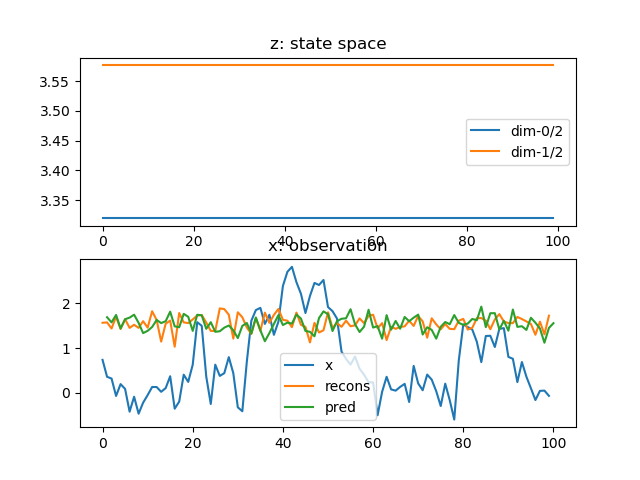 z: state space
3.55
3.50
3.45
3.40
3.35
dim-0/2
dim-1/2
0 20 40 60 80 100
x: observation
2
1
0
x
recons
pred
0 20 40 60 80 100